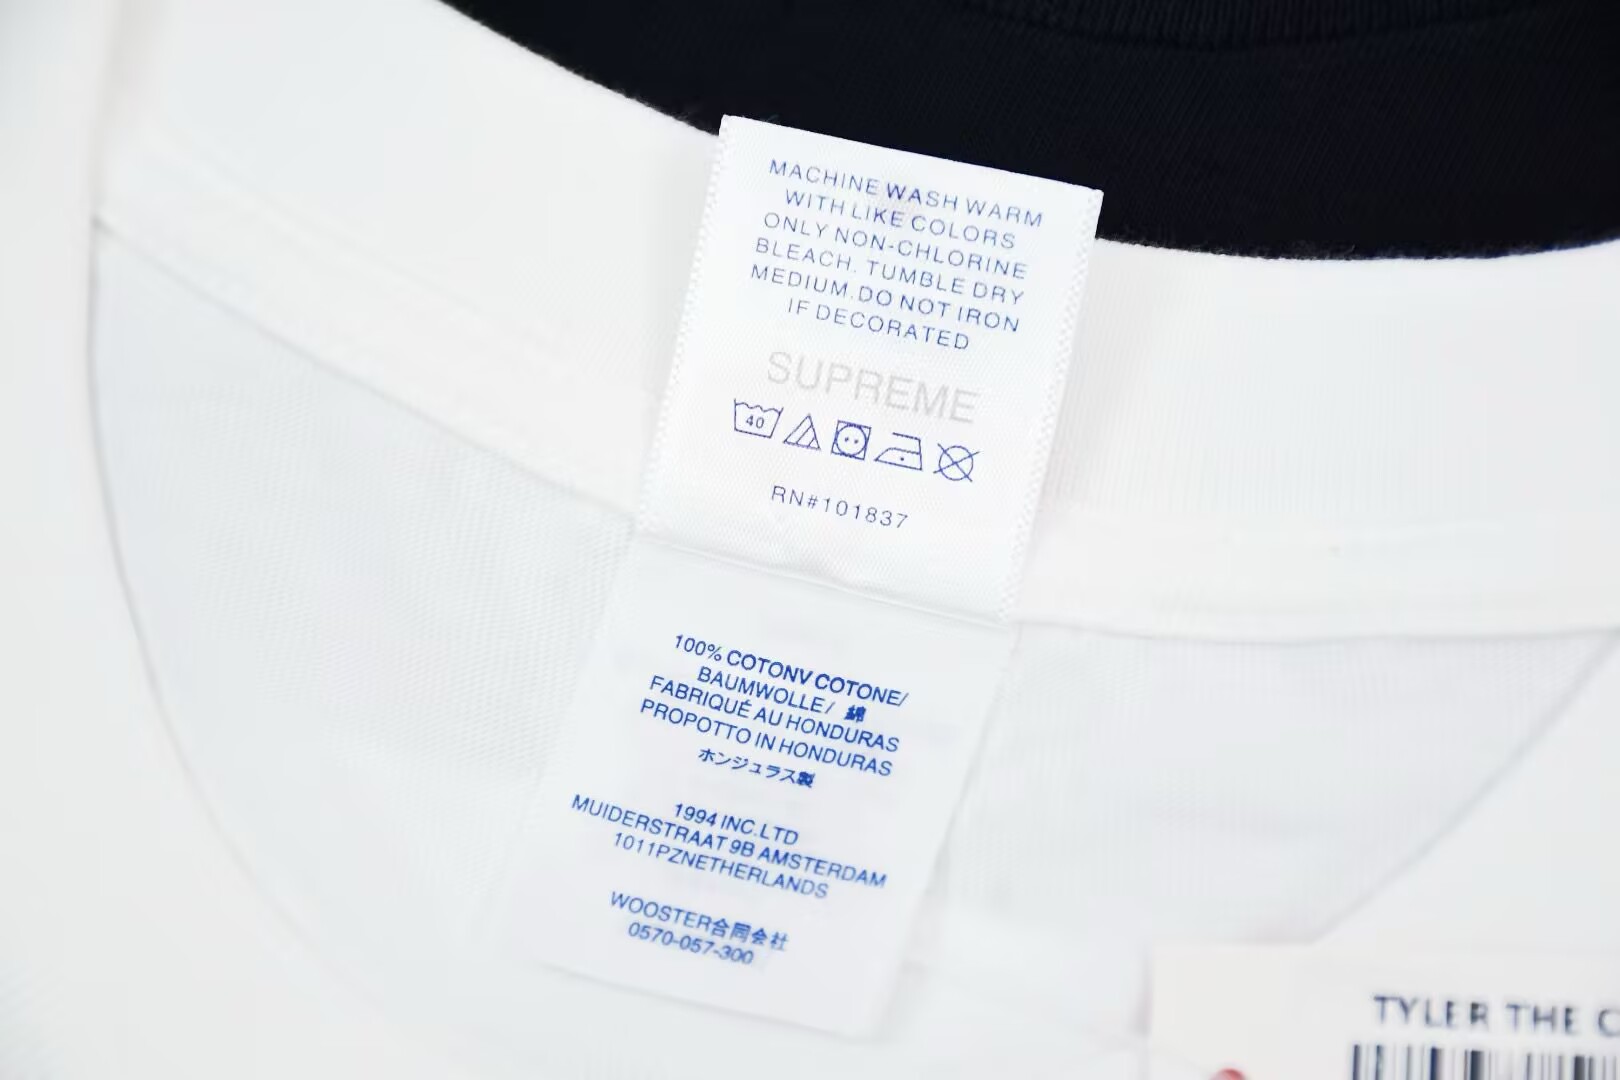 MACHINE WASH WARM
WITH LIKE COLORS
ONLY NON-CHLORINE
BLEACH. TUMBLE DRY
MEDIUM.DO NOT IRON
IF DECORATED
SUPREME
40
RN#101837
100% COTONV COTONE/
BAUMWOLLE/ 綿
FABRIQUÉ AU HONDURAS
PROPOTTO IN HONDURAS
ホンジュラス製
1994 INC.LTD
MUIDERSTRAAT 9B AMSTERDAM
1011PZNETHERLANDS
WOOSTER合同会社
0570-057-300
TYLER THE C